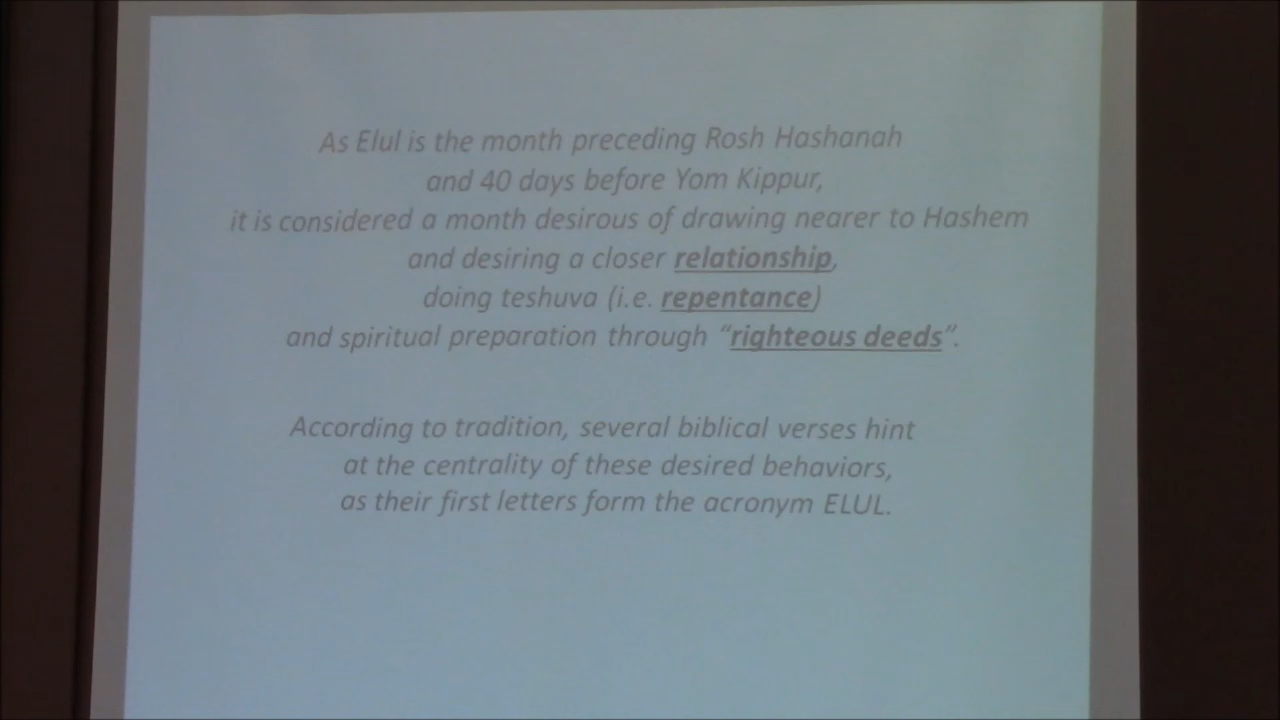 As Elul is the month preceding Rosh Hashanah
and 40 days before Yom Kippur,
it is considered a month desirous of drawing nearer to Hashem
and desiring a closer relationship,
doing teshuva (i.e. repentance)
and spiritual preparation through “righteous deeds”.
According to tradition, several biblical verses hint
at the centrality of these desired behaviors,
as their first letters form the acronym ELUL.